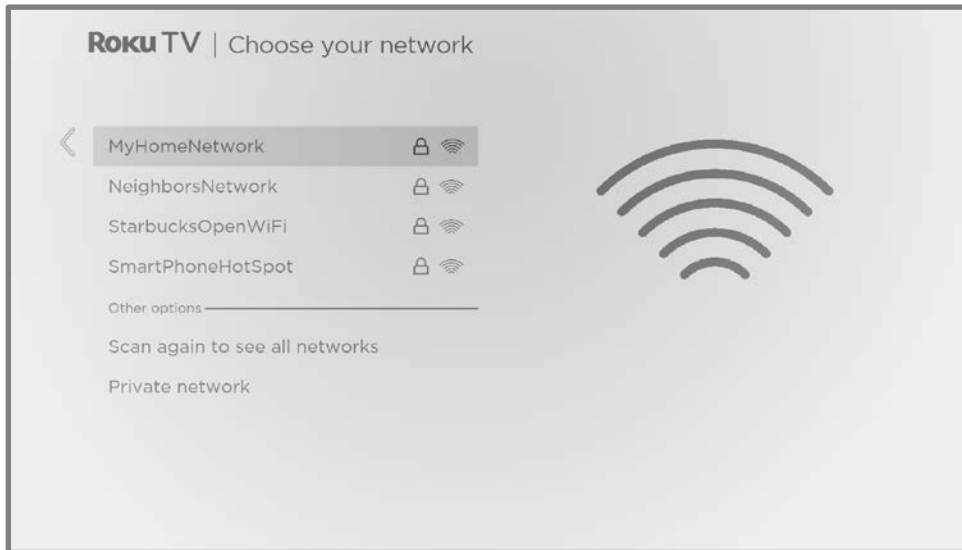 Roku TV | Choose your network
MyHomeNetwork
NeighborsNetwork
StarbucksOpenWiFi
SmartPhoneHotSpot
Other options
Scan again to see all networks
Private network